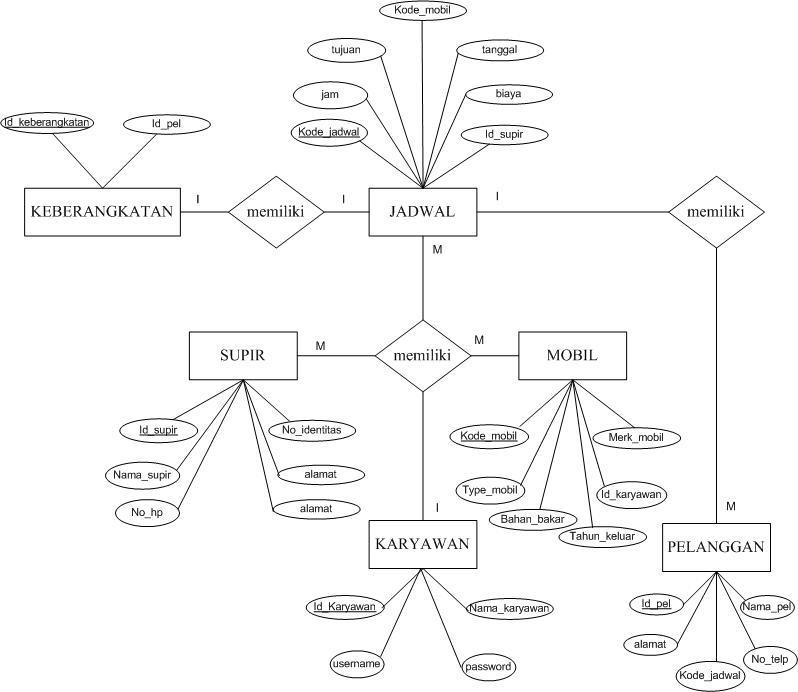 Kode_mobil
tujuan
tanggal
jam
biaya
Kode_jadwal
Id_supir
Id_keberangkatan
Id_pel
KEBERANGKATAN
I
memiliki
I
JADWAL
I
memiliki
M
SUPIR
M
memiliki
M
MOBIL
Id_supir
No_identitas
Nama_supir
alamat
No_hp
alamat
Kode_mobil
Merk_mobil
Type_mobil
Id_karyawan
Bahan_bakar
Tahun_keluar
I
KARYAWAN
M
PELANGGAN
Id_Karyawan
Nama_karyawan
username
password
Id_pel
Nama_pel
alamat
No_telp
Kode_jadwal